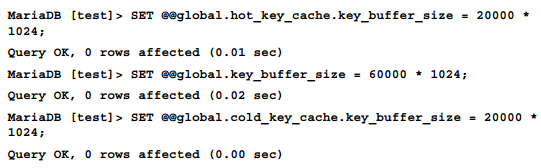 MariaDB [test]> SET @@global.hot_key_cache.key_buffer_size = 20000 *
1024;
Query OK, 0 rows affected (0.01 sec)
MariaDB [test]> SET @@global.key_buffer_size = 60000 * 1024;
Query OK, 0 rows affected (0.02 sec)
MariaDB [test]> SET @@global.cold_key_cache.key_buffer_size = 20000 *
1024;
Query OK, 0 rows affected (0.00 sec)